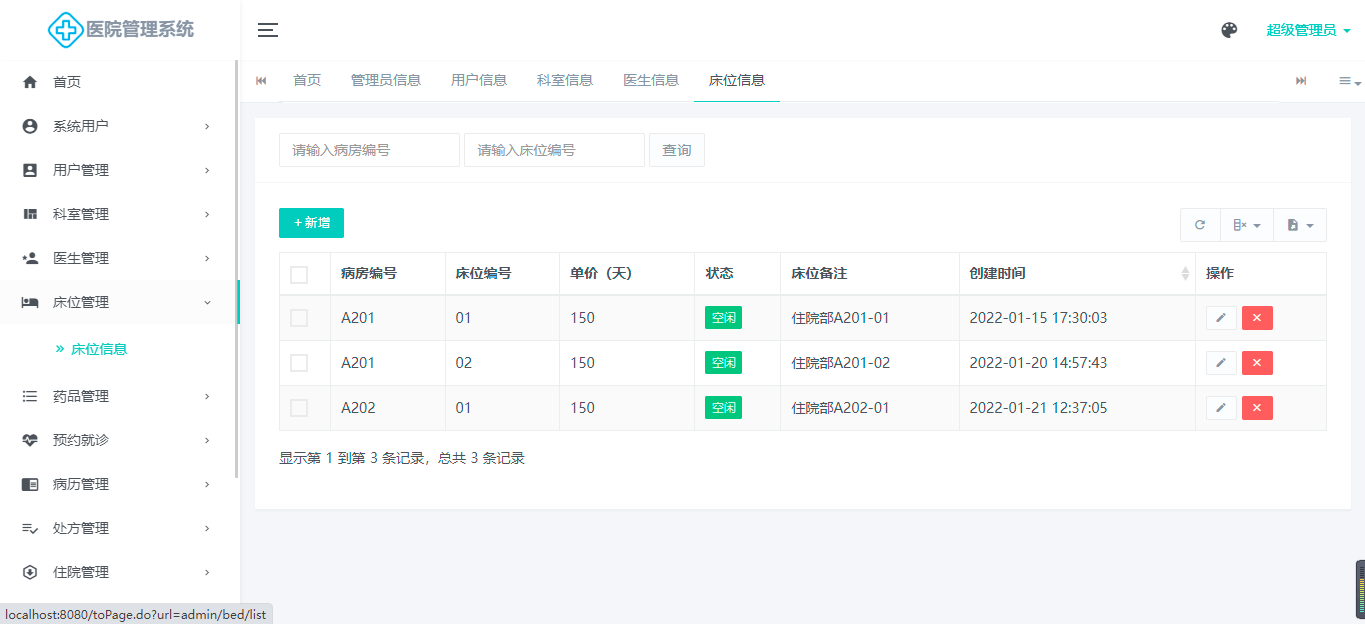 医院管理系统
超级管理员
首页
系统用户
用户管理
科室管理
医生管理
床位管理
» 床位信息
药品管理
预约就诊
病历管理
处方管理
住院管理
首页 管理员信息 用户信息 科室信息 医生信息 床位信息
请输入病房编号 请输入床位编号 查询
+ 新增
病房编号 床位编号 单价（天） 状态 床位备注 创建时间 操作
A201 01 150 空闲 住院部A201-01 2022-01-15 17:30:03
A201 02 150 空闲 住院部A201-02 2022-01-20 14:57:43
A202 01 150 空闲 住院部A202-01 2022-01-21 12:37:05
显示第 1 到第 3 条记录，总共 3 条记录
localhost:8080/toPage.do?url=admin/bed/list